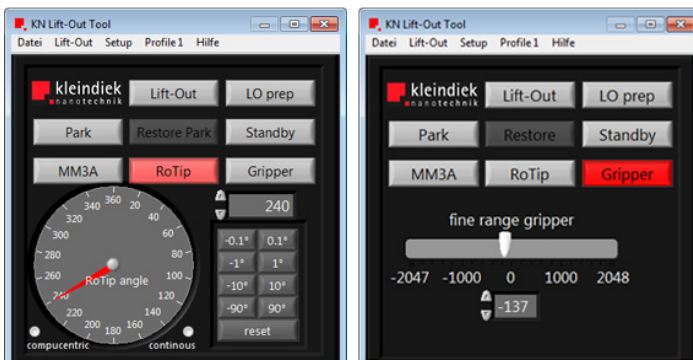 KN Lift-Out Tool
Datei Lift-Out Setup Profile 1 Hilfe
kleindiek
nanotechnik
Lift-Out
LO prep
Park
Restore Park
Standby
MM3A
RoTip
Gripper
360
20
40
60
80
100
120
140
160
180
200
220
240
260
280
300
320
340
RoTip angle
compucentric
continous
240
-0.1° 0.1°
-1° 1°
-10° 10°
-90° 90°
reset
KN Lift-Out Tool
Datei Lift-Out Setup Profile 1 Hilfe
kleindiek
nanotechnik
Lift-Out
LO prep
Park
Restore
Standby
MM3A
RoTip
Gripper
fine range gripper
-2047 -1000 0 1000 2048
-137